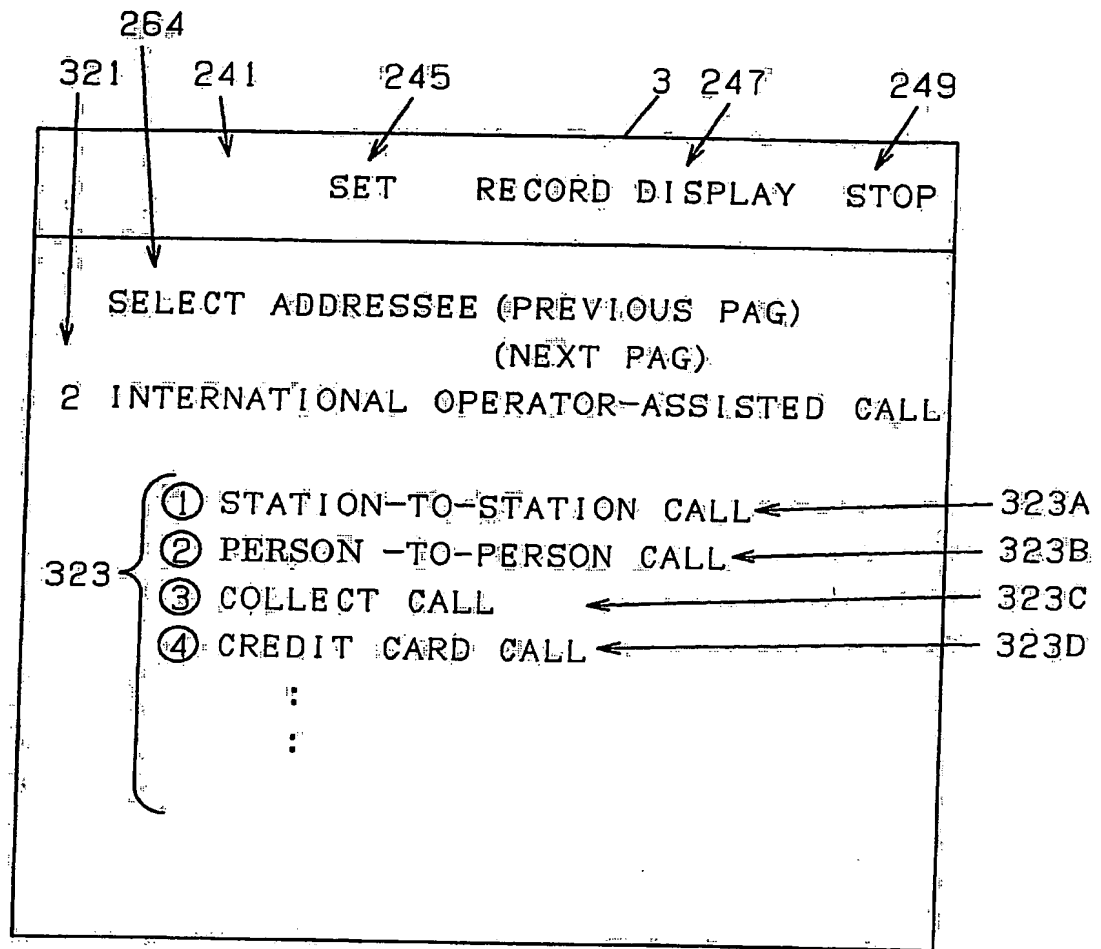 264
321 241 245 3 247 249
SET RECORD DISPLAY STOP
SELECT ADDRESSEE (PREVIOUS PAG)
(NEXT PAG)
2 INTERNATIONAL OPERATOR-ASSISTED CALL
① STATION-TO-STATION CALL 323A
② PERSON -TO-PERSON CALL 323B
323
③ COLLECT CALL 323C
④ CREDIT CARD CALL 323D
:
: